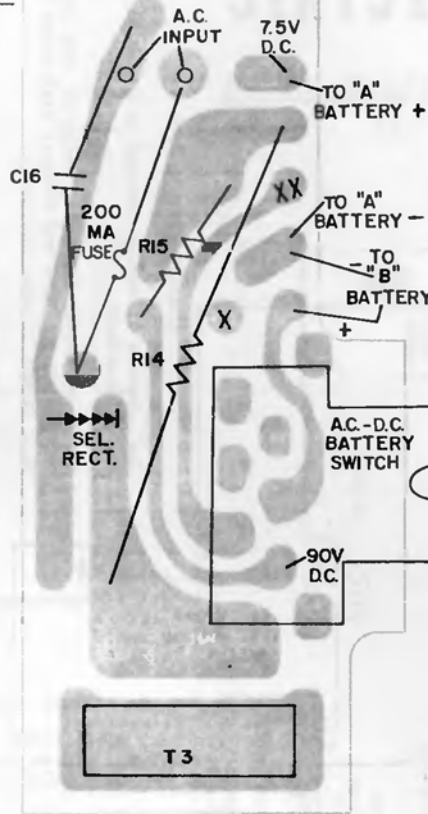 A.C.
INPUT
7.5V
D.C.
TO "A"
BATTERY +
C16
XX
200
MA
FUSE
R15
TO "A"
BATTERY -
- TO
"B"
BATTERY
+
X
R14
A.C.-D.C.
BATTERY
SWITCH
SEL.
RECT.
90V
D.C.
T3